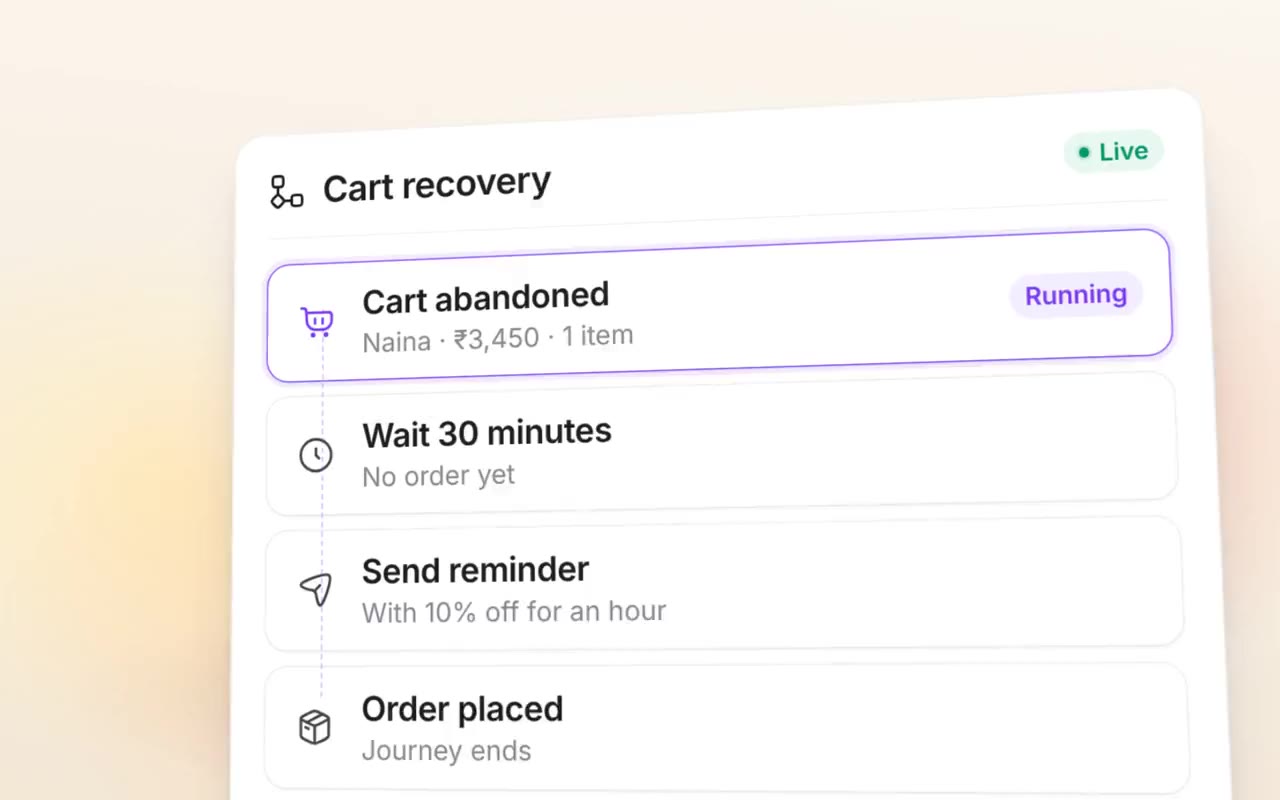 Cart recovery
Live
Cart abandoned
Running
Naina · ₹3,450 · 1 item
Wait 30 minutes
No order yet
Send reminder
With 10% off for an hour
Order placed
Journey ends